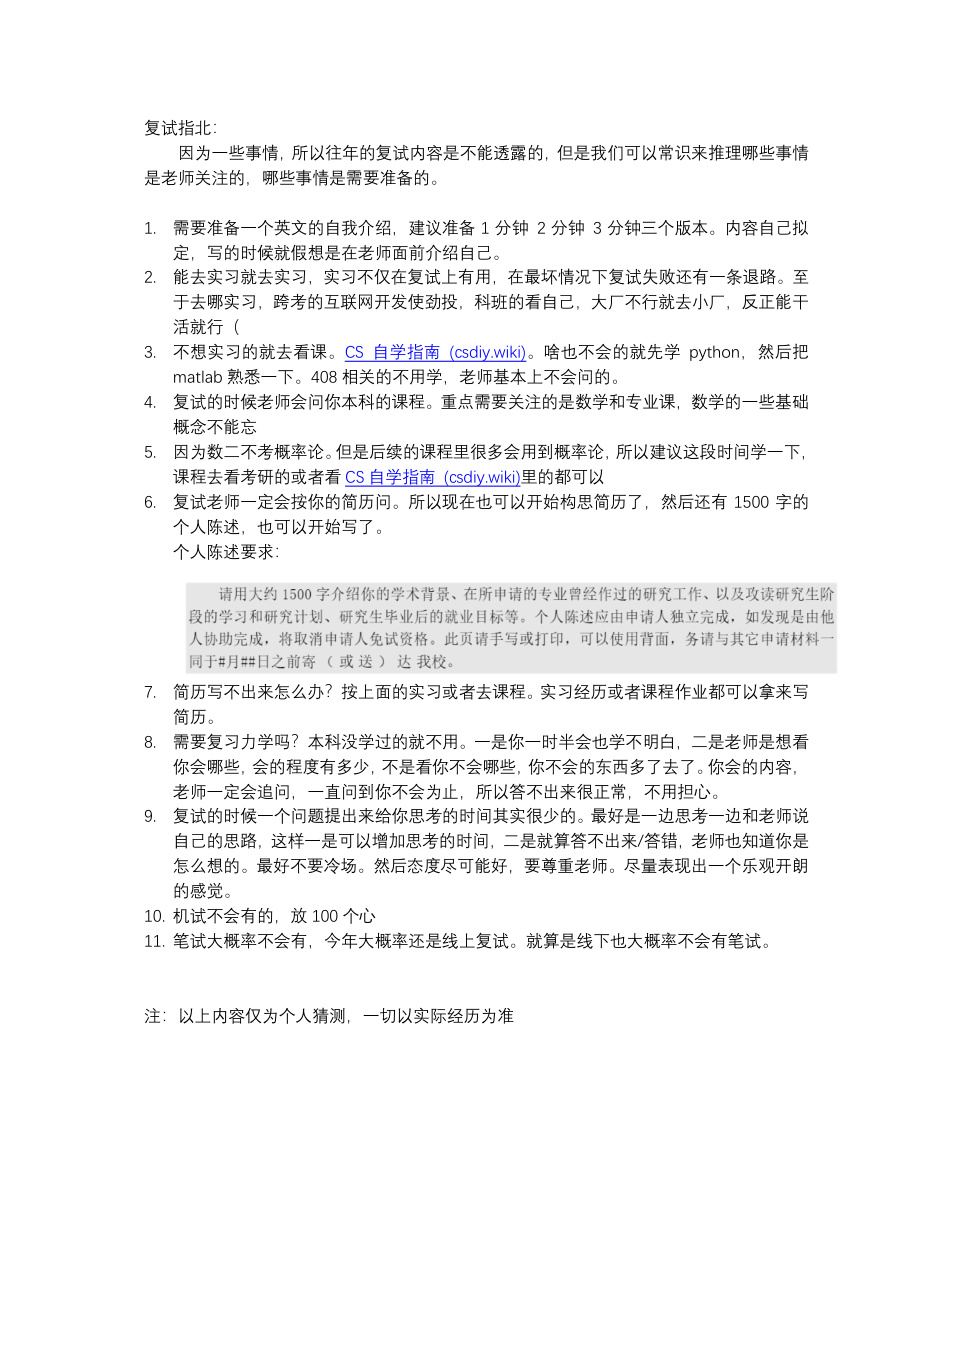 复试指北：
因为一些事情，所以往年的复试内容是不能透露的，但是我们可以常识来推理哪些事情
是老师关注的，哪些事情是需要准备的。
1. 需要准备一个英文的自我介绍，建议准备 1 分钟 2 分钟 3 分钟三个版本。内容自己拟
定，写的时候就假想是在老师面前介绍自己。
2. 能去实习就去实习，实习不仅在复试上有用，在最坏情况下复试失败还有一条退路。至
于去哪实习，跨考的互联网开发使劲投，科班的看自己，大厂不行就去小厂，反正能干
活就行（
3. 不想实习的就去看课。CS 自学指南 (csdiy.wiki)。啥也不会的就先学 python，然后把
matlab 熟悉一下。408 相关的不用学，老师基本上不会问的。
4. 复试的时候老师会问你本科的课程。重点需要关注的是数学和专业课，数学的一些基础
概念不能忘
5. 因为数二不考概率论。但是后续的课程里很多会用到概率论，所以建议这段时间学一下，
课程去看考研的或者看 CS 自学指南 (csdiy.wiki)里的都可以
6. 复试老师一定会按你的简历问。所以现在也可以开始构思简历了，然后还有 1500 字的
个人陈述，也可以开始写了。
个人陈述要求：
请用大约 1500 字介绍你的学术背景、在所申请的专业曾经作过的研究工作、以及攻读研究生阶
段的学习和研究计划、研究生毕业后的就业目标等。个人陈述应由申请人独立完成，如发现是由他
人协助完成，将取消申请人免试资格。此页请手写或打印，可以使用背面，务请与其它申请材料一
同于#月##日之前寄 （ 或 送 ） 达 我校。
7. 简历写不出来怎么办？按上面的实习或者去课程。实习经历或者课程作业都可以拿来写
简历。
8. 需要复习力学吗？本科没学过的就不用。一是你一时半会也学不明白，二是老师是想看
你会哪些，会的程度有多少，不是看你不会哪些，你不会的东西多了去了。你会的内容，
老师一定会追问，一直问到你不会为止，所以答不出来很正常，不用担心。
9. 复试的时候一个问题提出来给你思考的时间其实很少的。最好是一边思考一边和老师说
自己的思路，这样一是可以增加思考的时间，二是就算答不出来/答错，老师也知道你是
怎么想的。最好不要冷场。然后态度尽可能好，要尊重老师。尽量表现出一个乐观开朗
的感觉。
10. 机试不会有的，放 100 个心
11. 笔试大概率不会有，今年大概率还是线上复试。就算是线下也大概率不会有笔试。
注：以上内容仅为个人猜测，一切以实际经历为准